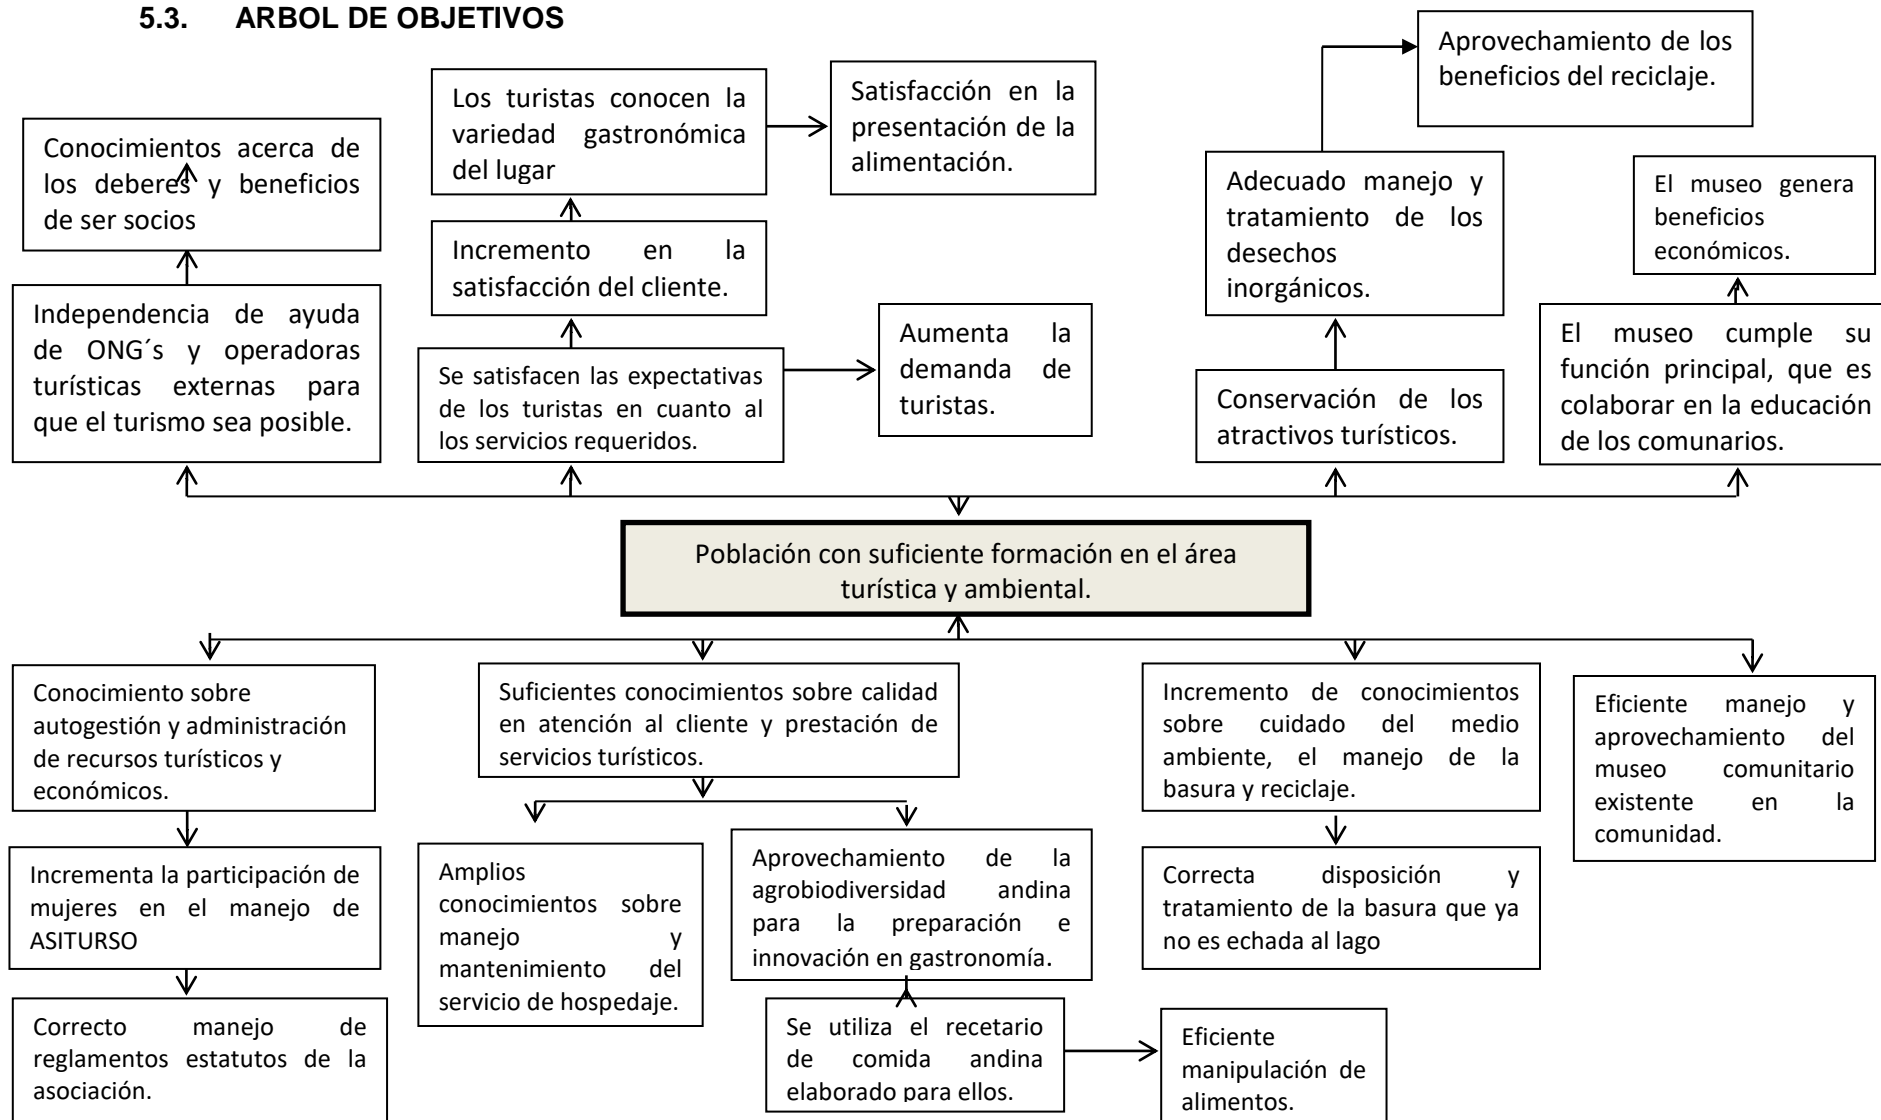 5.3. ARBOL DE OBJETIVOS
Conocimientos acerca de
los deberes y beneficios
de ser socios
Independencia de ayuda
de ONG´s y operadoras
turísticas externas para
que el turismo sea posible.
Los turistas conocen la
variedad gastronómica
del lugar
Satisfacción en la
presentación de la
alimentación.
Incremento en la
satisfacción del cliente.
Se satisfacen las expectativas
de los turistas en cuanto al
los servicios requeridos.
Aumenta la
demanda de
turistas.
Aprovechamiento de los
beneficios del reciclaje.
Adecuado manejo y
tratamiento de los
desechos
inorgánicos.
Conservación de los
atractivos turísticos.
El museo genera
beneficios
económicos.
El museo cumple su
función principal, que es
colaborar en la educación
de los comunarios.
Población con suficiente formación en el área
turística y ambiental.
Conocimiento sobre
autogestión y administración
de recursos turísticos y
económicos.
Incrementa la participación de
mujeres en el manejo de
ASITURSO
Correcto manejo de
reglamentos estatutos de la
asociación.
Suficientes conocimientos sobre calidad
en atención al cliente y prestación de
servicios turísticos.
Amplios
conocimientos sobre
manejo y
mantenimiento del
servicio de hospedaje.
Aprovechamiento de la
agrobiodiversidad andina
para la preparación e
innovación en gastronomía.
Se utiliza el recetario
de comida andina
elaborado para ellos.
Eficiente
manipulación de
alimentos.
Incremento de conocimientos
sobre cuidado del medio
ambiente, el manejo de la
basura y reciclaje.
Correcta disposición y
tratamiento de la basura que ya
no es echada al lago
Eficiente manejo y
aprovechamiento del
museo comunitario
existente en la
comunidad.